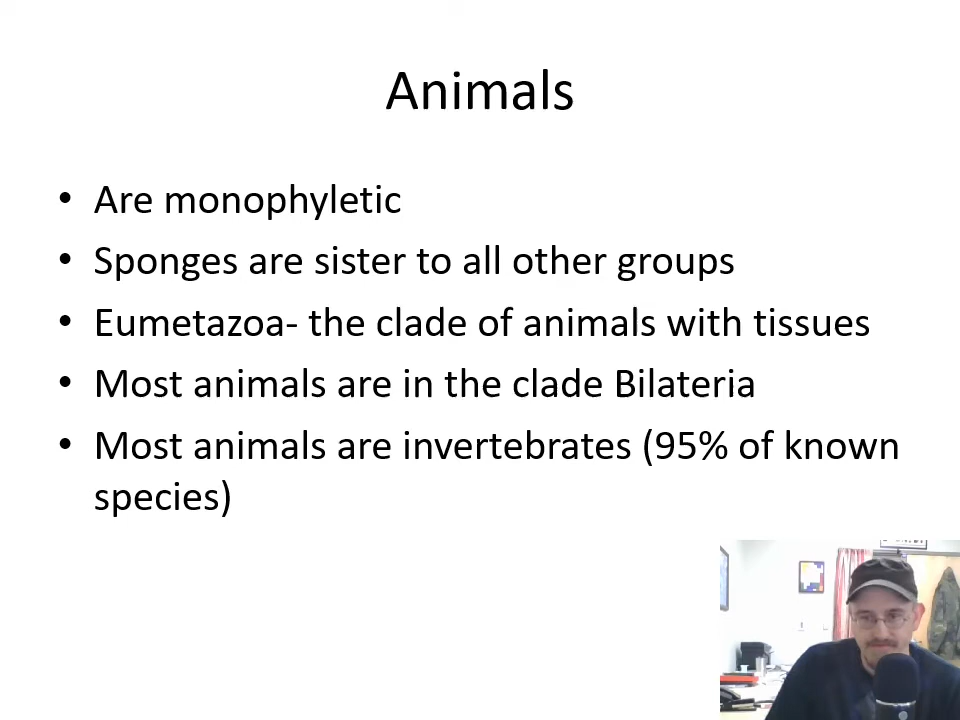 Animals
• Are monophyletic
• Sponges are sister to all other groups
• Eumetazoa- the clade of animals with tissues
• Most animals are in the clade Bilateria
• Most animals are invertebrates (95% of known
species)